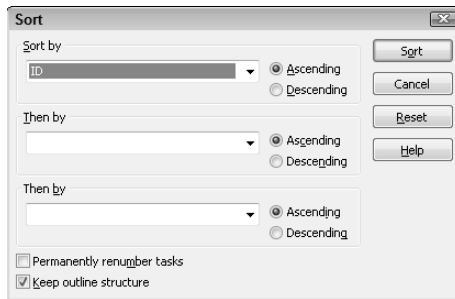 Sort
Sort by
ID
Ascending
Descending
Then by
Ascending
Descending
Then by
Ascending
Descending
Permanently renumber tasks
Keep outline structure
Sort
Cancel
Reset
Help